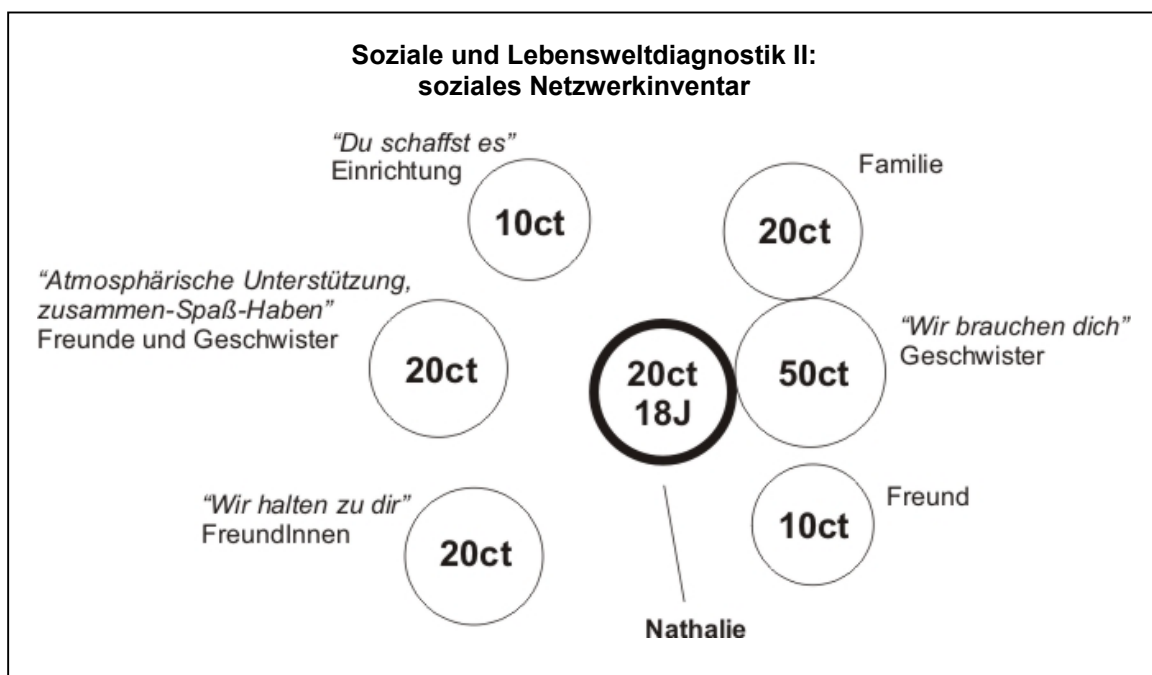 Soziale und Lebensweltdiagnostik II:
soziales Netzwerkinventar
“Du schaffst es”
Einrichtung
10ct
Familie
20ct
“Atmosphärische Unterstützung,
zusammen-Spaß-Haben”
Freunde und Geschwister
20ct
20ct
18J
50ct
“Wir brauchen dich”
Geschwister
“Wir halten zu dir”
FreundInnen
20ct
Freund
10ct
Nathalie